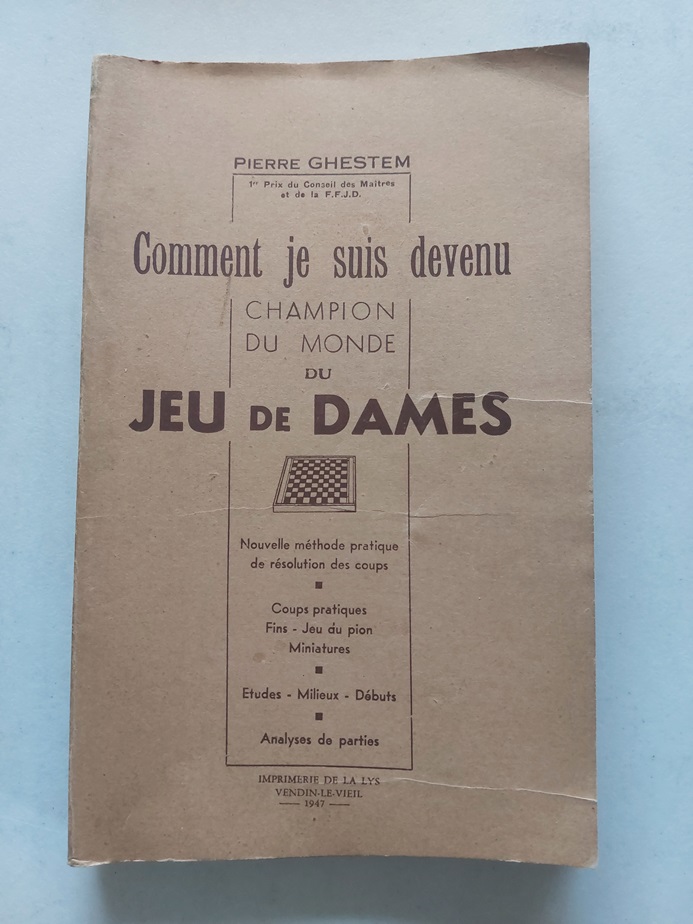 PIERRE GHESTEM
1er Prix du Conseil des Maîtres
et de la F.F.J.D.
Comment je suis devenu
CHAMPION
DU MONDE
DU
JEU DE DAMES
Nouvelle méthode pratique
de résolution des coups
Coups pratiques
Fins - Jeu du pion
Miniatures
Etudes - Milieux - Débuts
Analyses de parties
IMPRIMERIE DE LA LYS
VENDIN-LE-VIEIL
1947